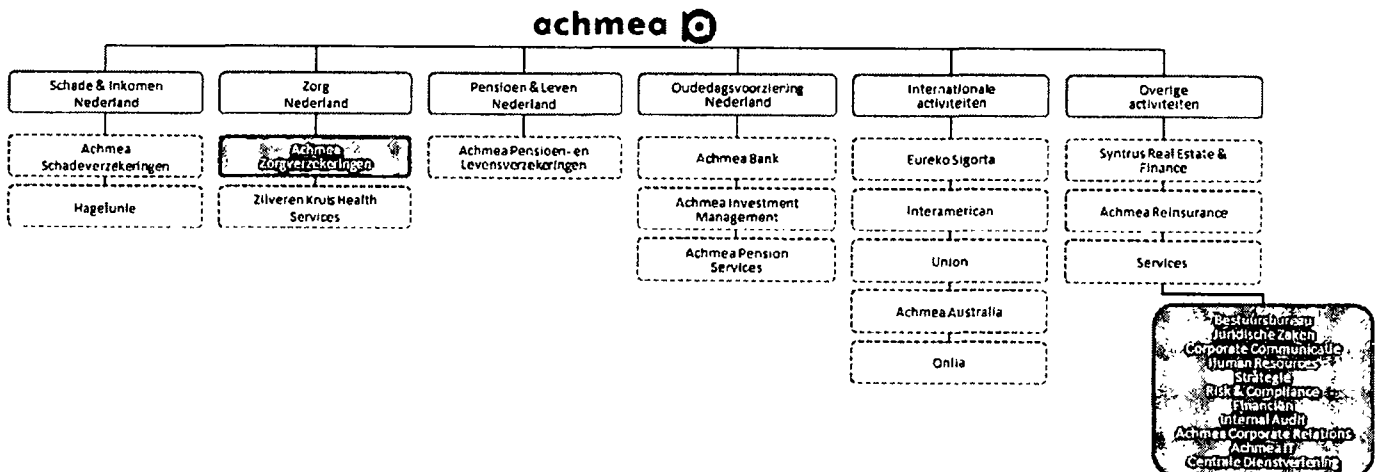 achmea
Schade & Inkomen
Nederland
Zorg
Nederland
Pensioen & Leven
Nederland
Oudedagsvoorziening
Nederland
Internationale
activiteiten
Overige
activiteiten
Achmea
Schadeverzekeringen
Achmea
Zorgverzekeringen
Achmea Pensioen- en
Levensverzekeringen
Achmea Bank
Eureko Sigorta
Syntrus Real Estate &
Finance
Hagelunie
Zilveren Kruis Health
Services
Achmea Investment
Management
Interamerican
Achmea Reinsurance
Achmea Pension
Services
Union
Services
Achmea Australia
Onlia
Bestuursbureau
Juridische Zaken
Corporate Communicatie
Human Resources
Strategie
Risk & Compliance
Financiën
Internal Audit
Achmea Corporate Relations
Achmea IT
Centrale Dienstverlening